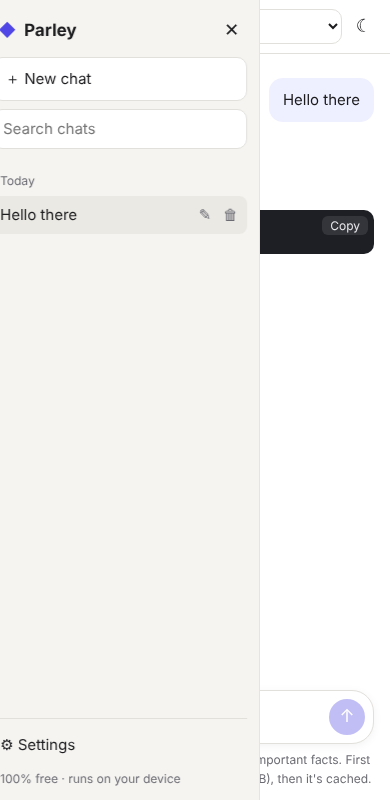 Parley
+ New chat
Search chats
Today
Hello there
Settings
100% free · runs on your device
Hello there
Copy
important facts. First
B), then it's cached.